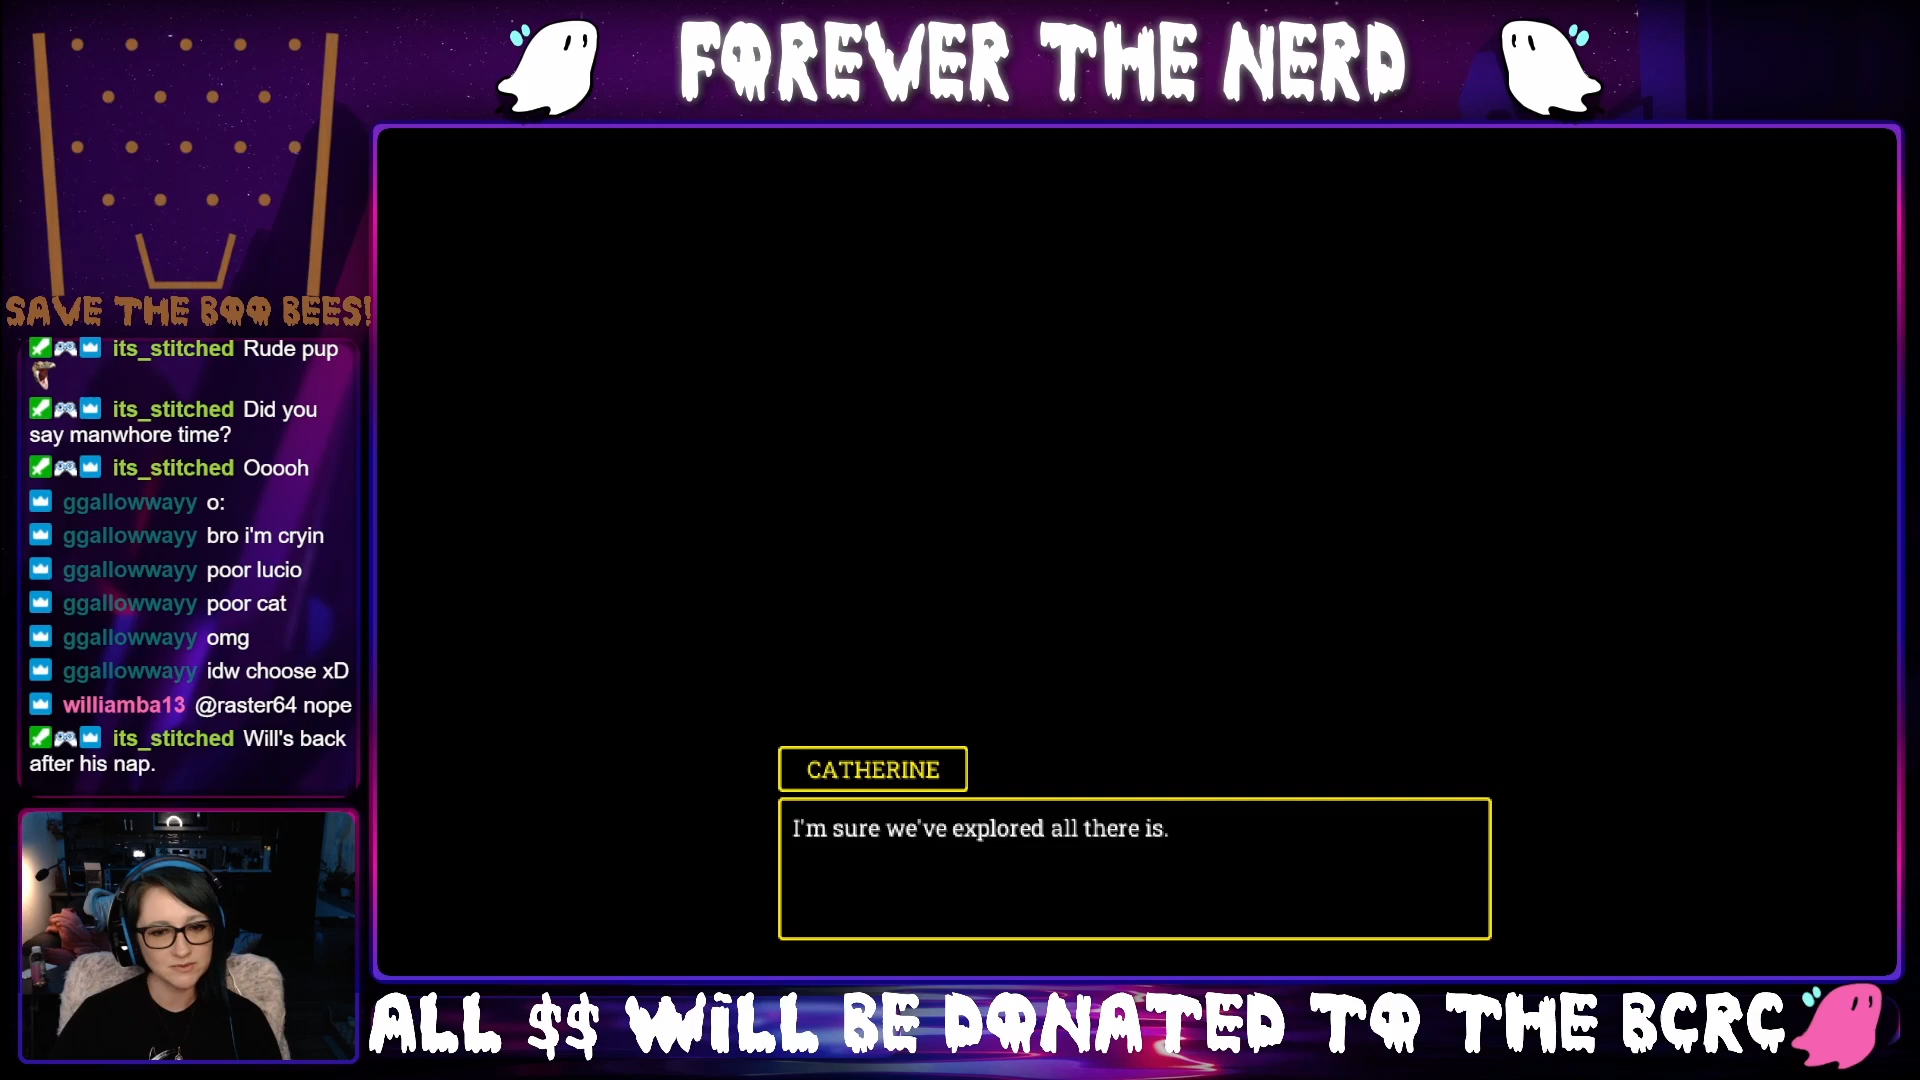 FOREVER THE NERD
SAVE THE BOO BEES!
its_stitched Rude pup
its_stitched Did you
say manwhore time?
its_stitched Ooooh
ggallowwayy o:
ggallowwayy bro i'm cryin
ggallowwayy poor lucio
ggallowwayy poor cat
ggallowwayy omg
ggallowwayy idw choose xD
williamba13 @raster64 nope
its_stitched Will's back
after his nap.
CATHERINE
I'm sure we've explored all there is.
ALL $$ WILL BE DONATED TO THE BCRC